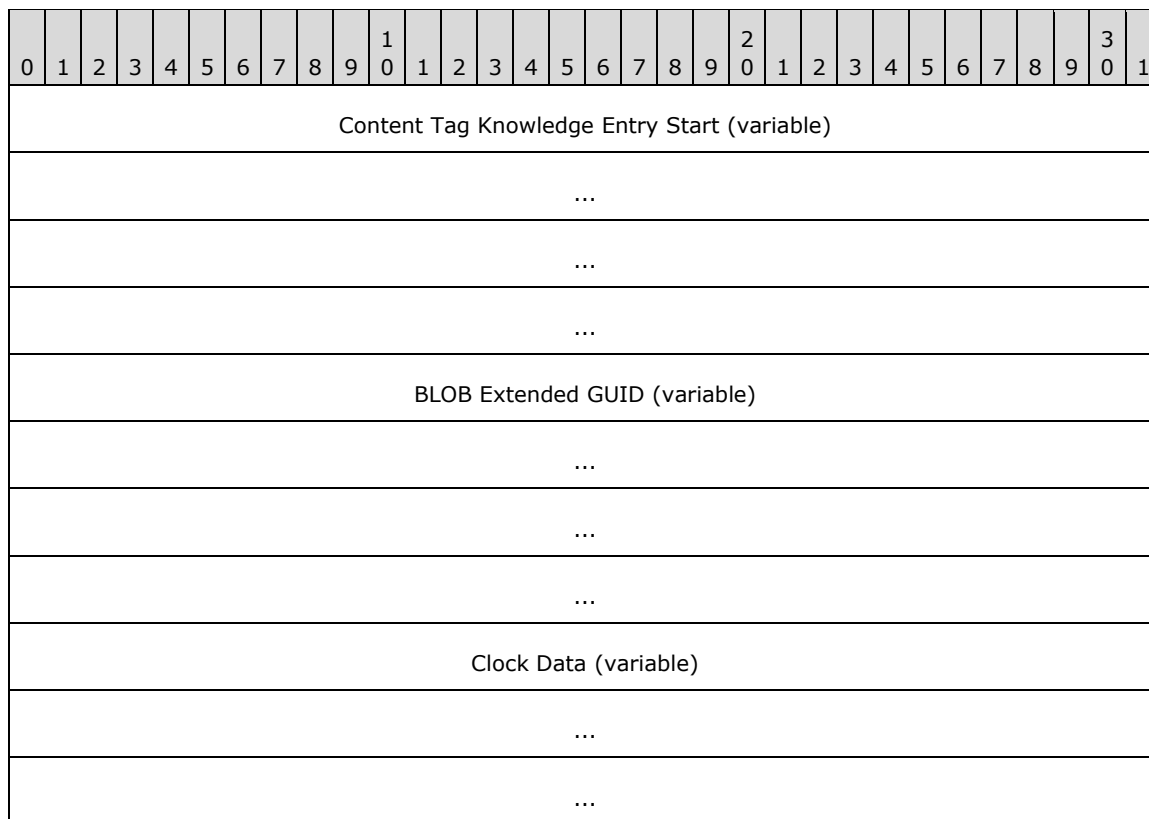 1 2 3
0 1 2 3 4 5 6 7 8 9 0 1 2 3 4 5 6 7 8 9 0 1 2 3 4 5 6 7 8 9 0 1
Content Tag Knowledge Entry Start (variable)
...
...
...
BLOB Extended GUID (variable)
...
...
...
Clock Data (variable)
...
...